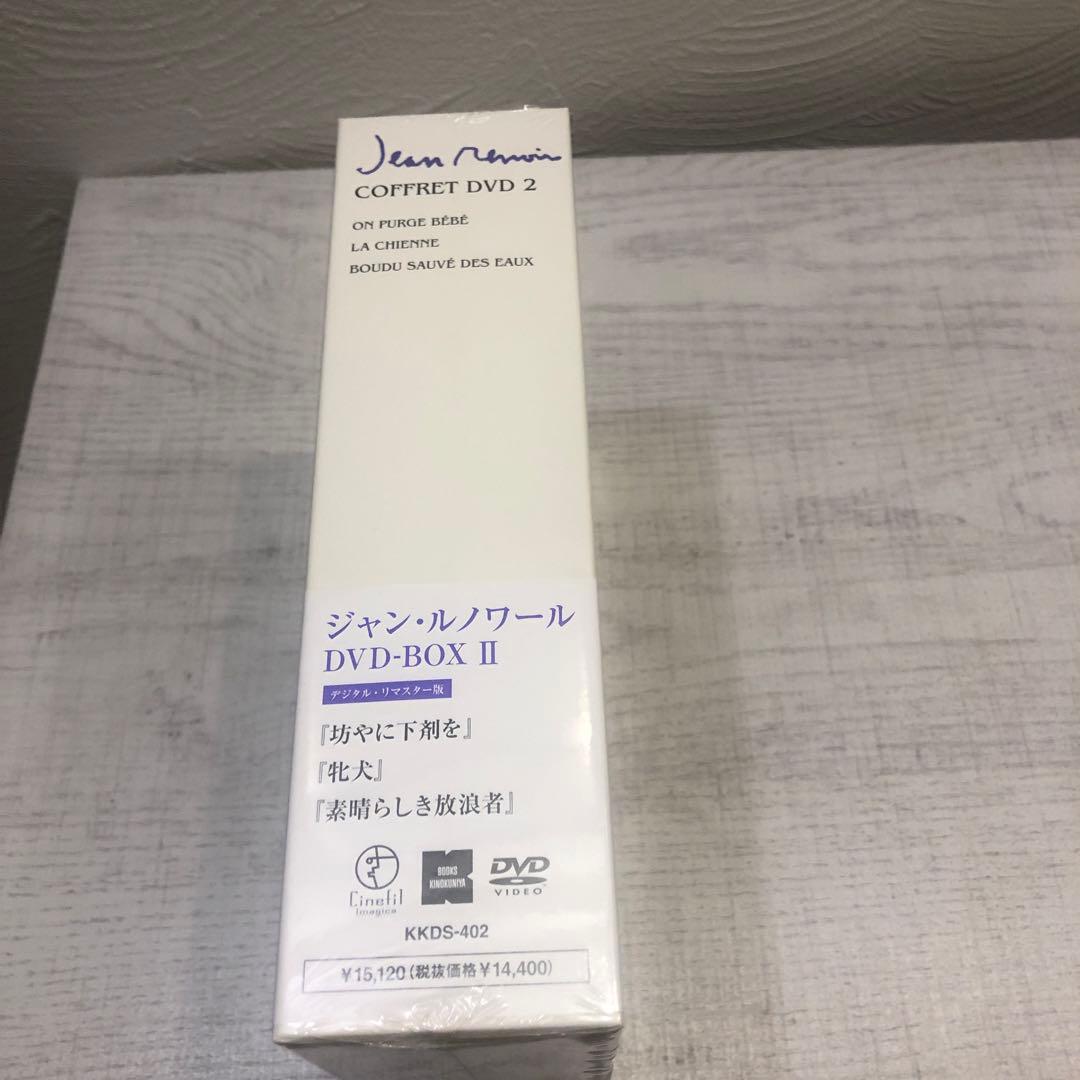 Jean Renoir
COFFRET DVD 2
ON PURGE BÉBÉ
LA CHIENNE
BOUDU SAUVÉ DES EAUX
ジャン・ルノワール
DVD-BOX Ⅱ
デジタル・リマスター版
『坊やに下剤を』
『牝犬』
『素晴らしき放浪者』
Cinefil
Imagica
BOOKS
KINOKUNIYA
DVD
VIDEO
KKDS-402
¥15,120(税抜価格¥14,400)